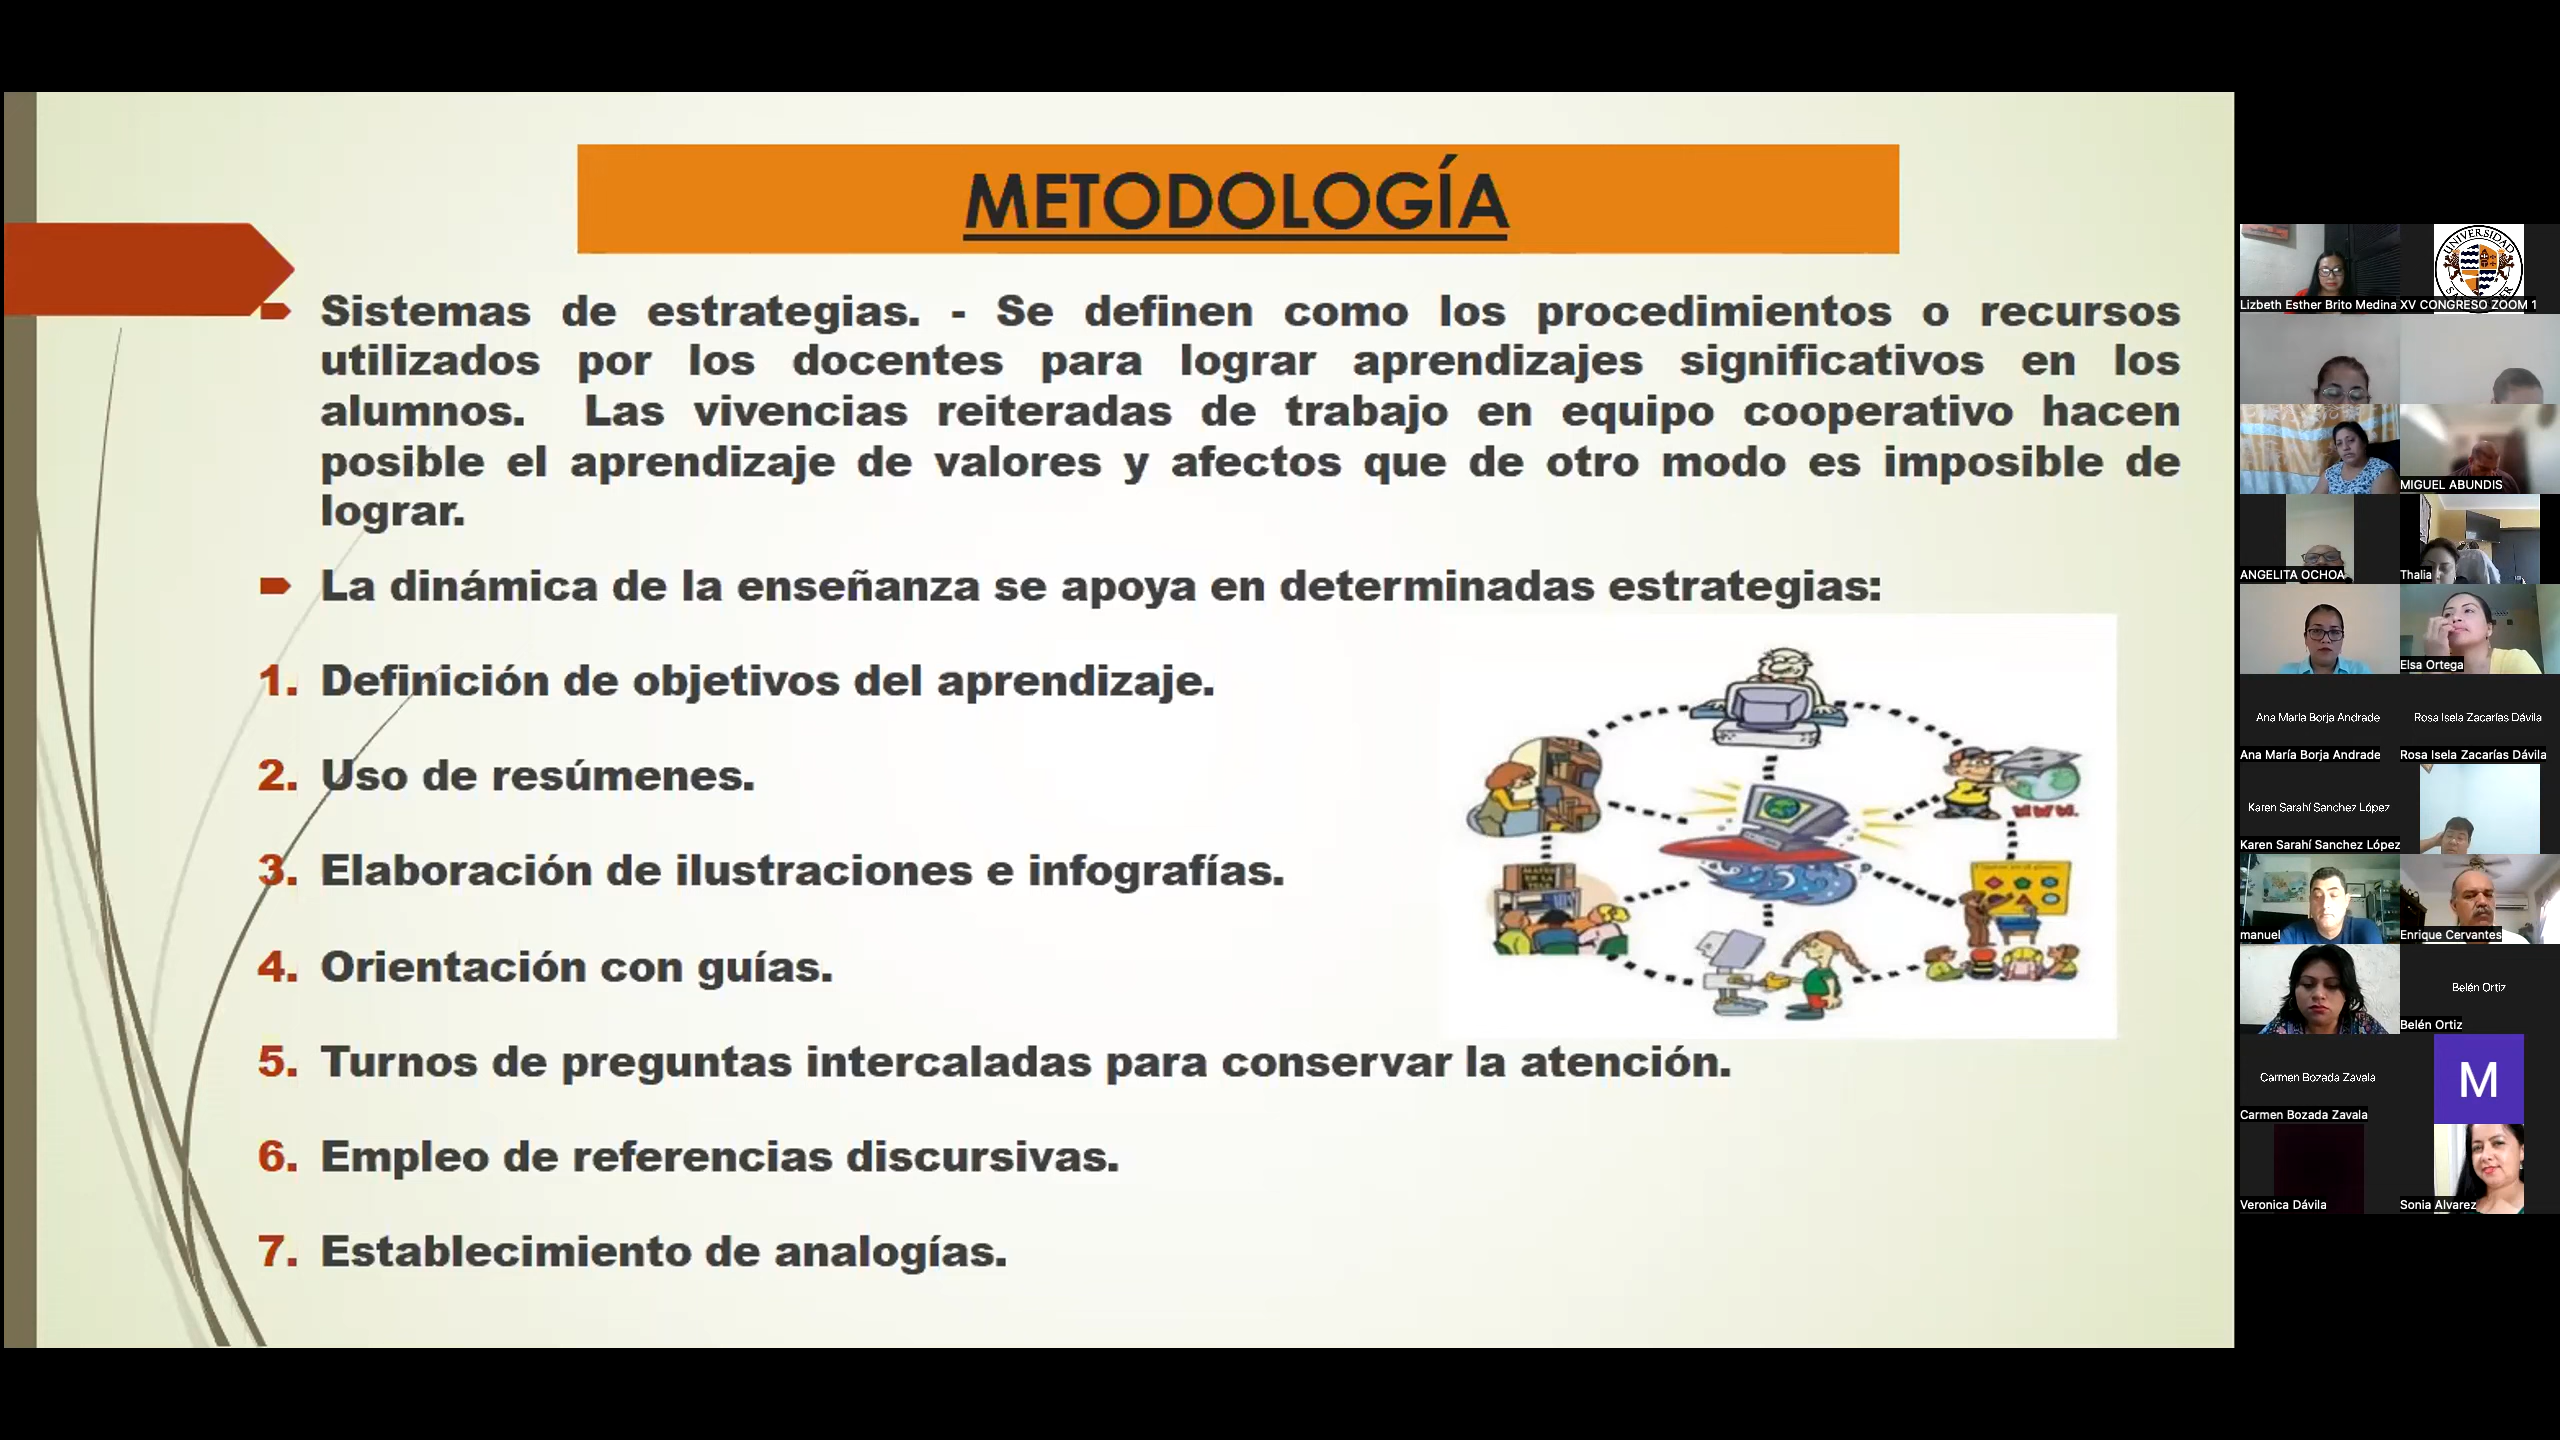 METODOLOGÍA
Sistemas de estrategias. - Se definen como los procedimientos o recursos
utilizados por los docentes para lograr aprendizajes significativos en los
alumnos. Las vivencias reiteradas de trabajo en equipo cooperativo hacen
posible el aprendizaje de valores y afectos que de otro modo es imposible de
lograr.
La dinámica de la enseñanza se apoya en determinadas estrategias:
1. Definición de objetivos del aprendizaje.
2. Uso de resúmenes.
3. Elaboración de ilustraciones e infografías.
4. Orientación con guías.
5. Turnos de preguntas intercaladas para conservar la atención.
6. Empleo de referencias discursivas.
7. Establecimiento de analogías.
WWW.
UNIVERSIDAD
Lizbeth Esther Brito Medina
XV CONGRESO ZOOM 1
MIGUEL ABUNDIS
ANGELITA OCHOA
Thalia
Elsa Ortega
Ana María Borja Andrade
Rosa Isela Zacarías Dávila
Ana María Borja Andrade
Rosa Isela Zacarías Dávila
Karen Sarahí Sanchez López
Karen Sarahí Sanchez López
manuel
Enrique Cervantes
Belén Ortiz
Belén Ortiz
Carmen Bozada Zavala
M
Carmen Bozada Zavala
Veronica Dávila
Sonia Alvarez